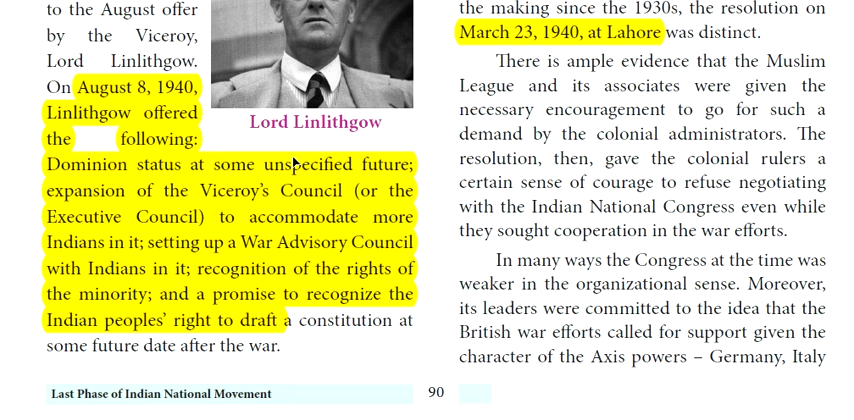 to the August offer
by the Viceroy,
Lord Linlithgow.
On August 8, 1940,
Linlithgow offered
the following:
Lord Linlithgow
Dominion status at some unspecified future;
expansion of the Viceroy's Council (or the
Executive Council) to accommodate more
Indians in it; setting up a War Advisory Council
with Indians in it; recognition of the rights of
the minority; and a promise to recognize the
Indian peoples' right to draft a constitution at
some future date after the war.
the making since the 1930s, the resolution on
March 23, 1940, at Lahore was distinct.
There is ample evidence that the Muslim
League and its associates were given the
necessary encouragement to go for such a
demand by the colonial administrators. The
resolution, then, gave the colonial rulers a
certain sense of courage to refuse negotiating
with the Indian National Congress even while
they sought cooperation in the war efforts.
In many ways the Congress at the time was
weaker in the organizational sense. Moreover,
its leaders were committed to the idea that the
British war efforts called for support given the
character of the Axis powers – Germany, Italy
Last Phase of Indian National Movement
90